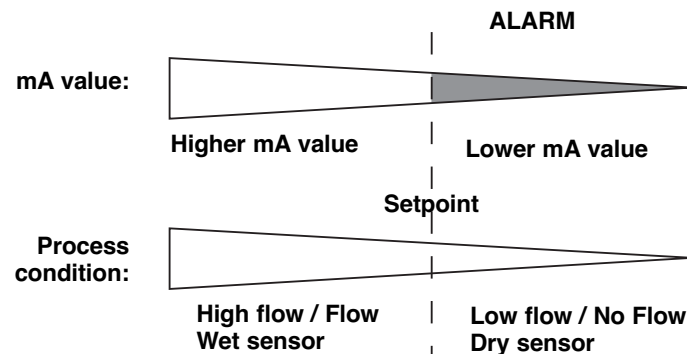 ALARM
mA value:
Higher mA value
Lower mA value
Setpoint
Process
condition:
High flow / Flow
Wet sensor
Low flow / No Flow
Dry sensor